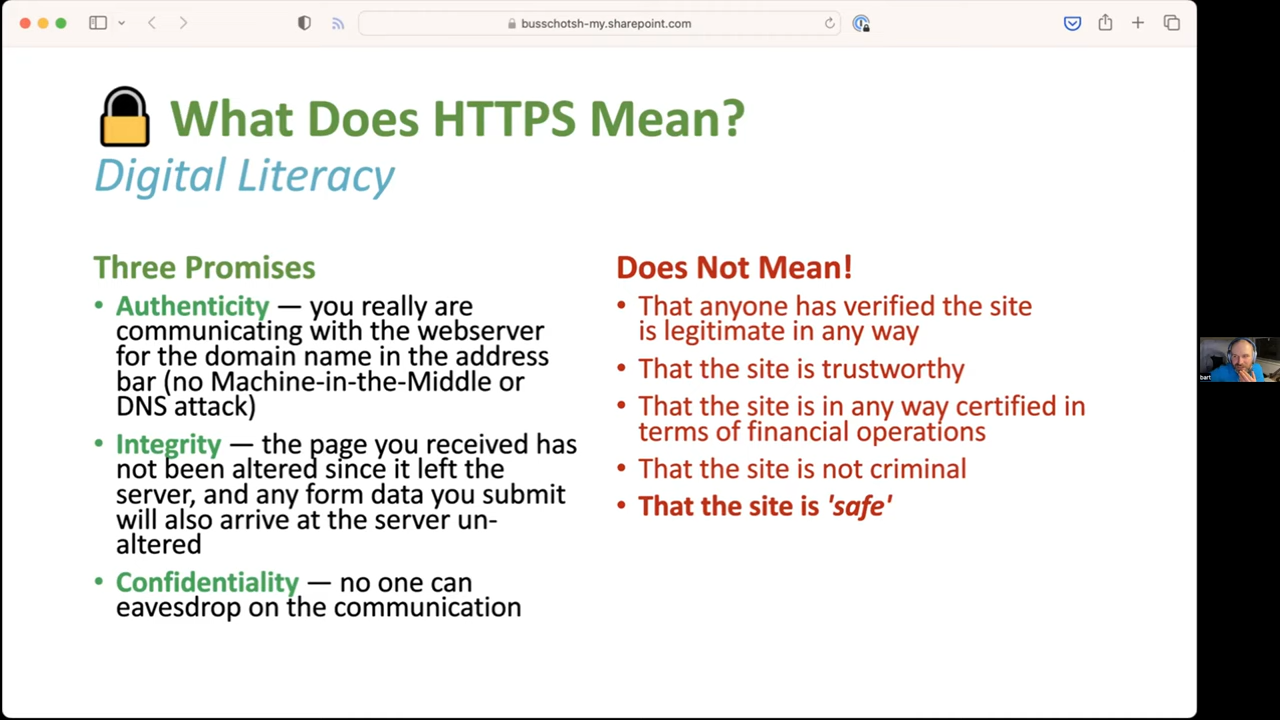 busschotsh-my.sharepoint.com
What Does HTTPS Mean?
Digital Literacy
Three Promises
• Authenticity — you really are
communicating with the webserver
for the domain name in the address
bar (no Machine-in-the-Middle or
DNS attack)
• Integrity — the page you received has
not been altered since it left the
server, and any form data you submit
will also arrive at the server un-
altered
• Confidentiality — no one can
eavesdrop on the communication
Does Not Mean!
• That anyone has verified the site
is legitimate in any way
• That the site is trustworthy
• That the site is in any way certified in
terms of financial operations
• That the site is not criminal
• That the site is 'safe'
bart